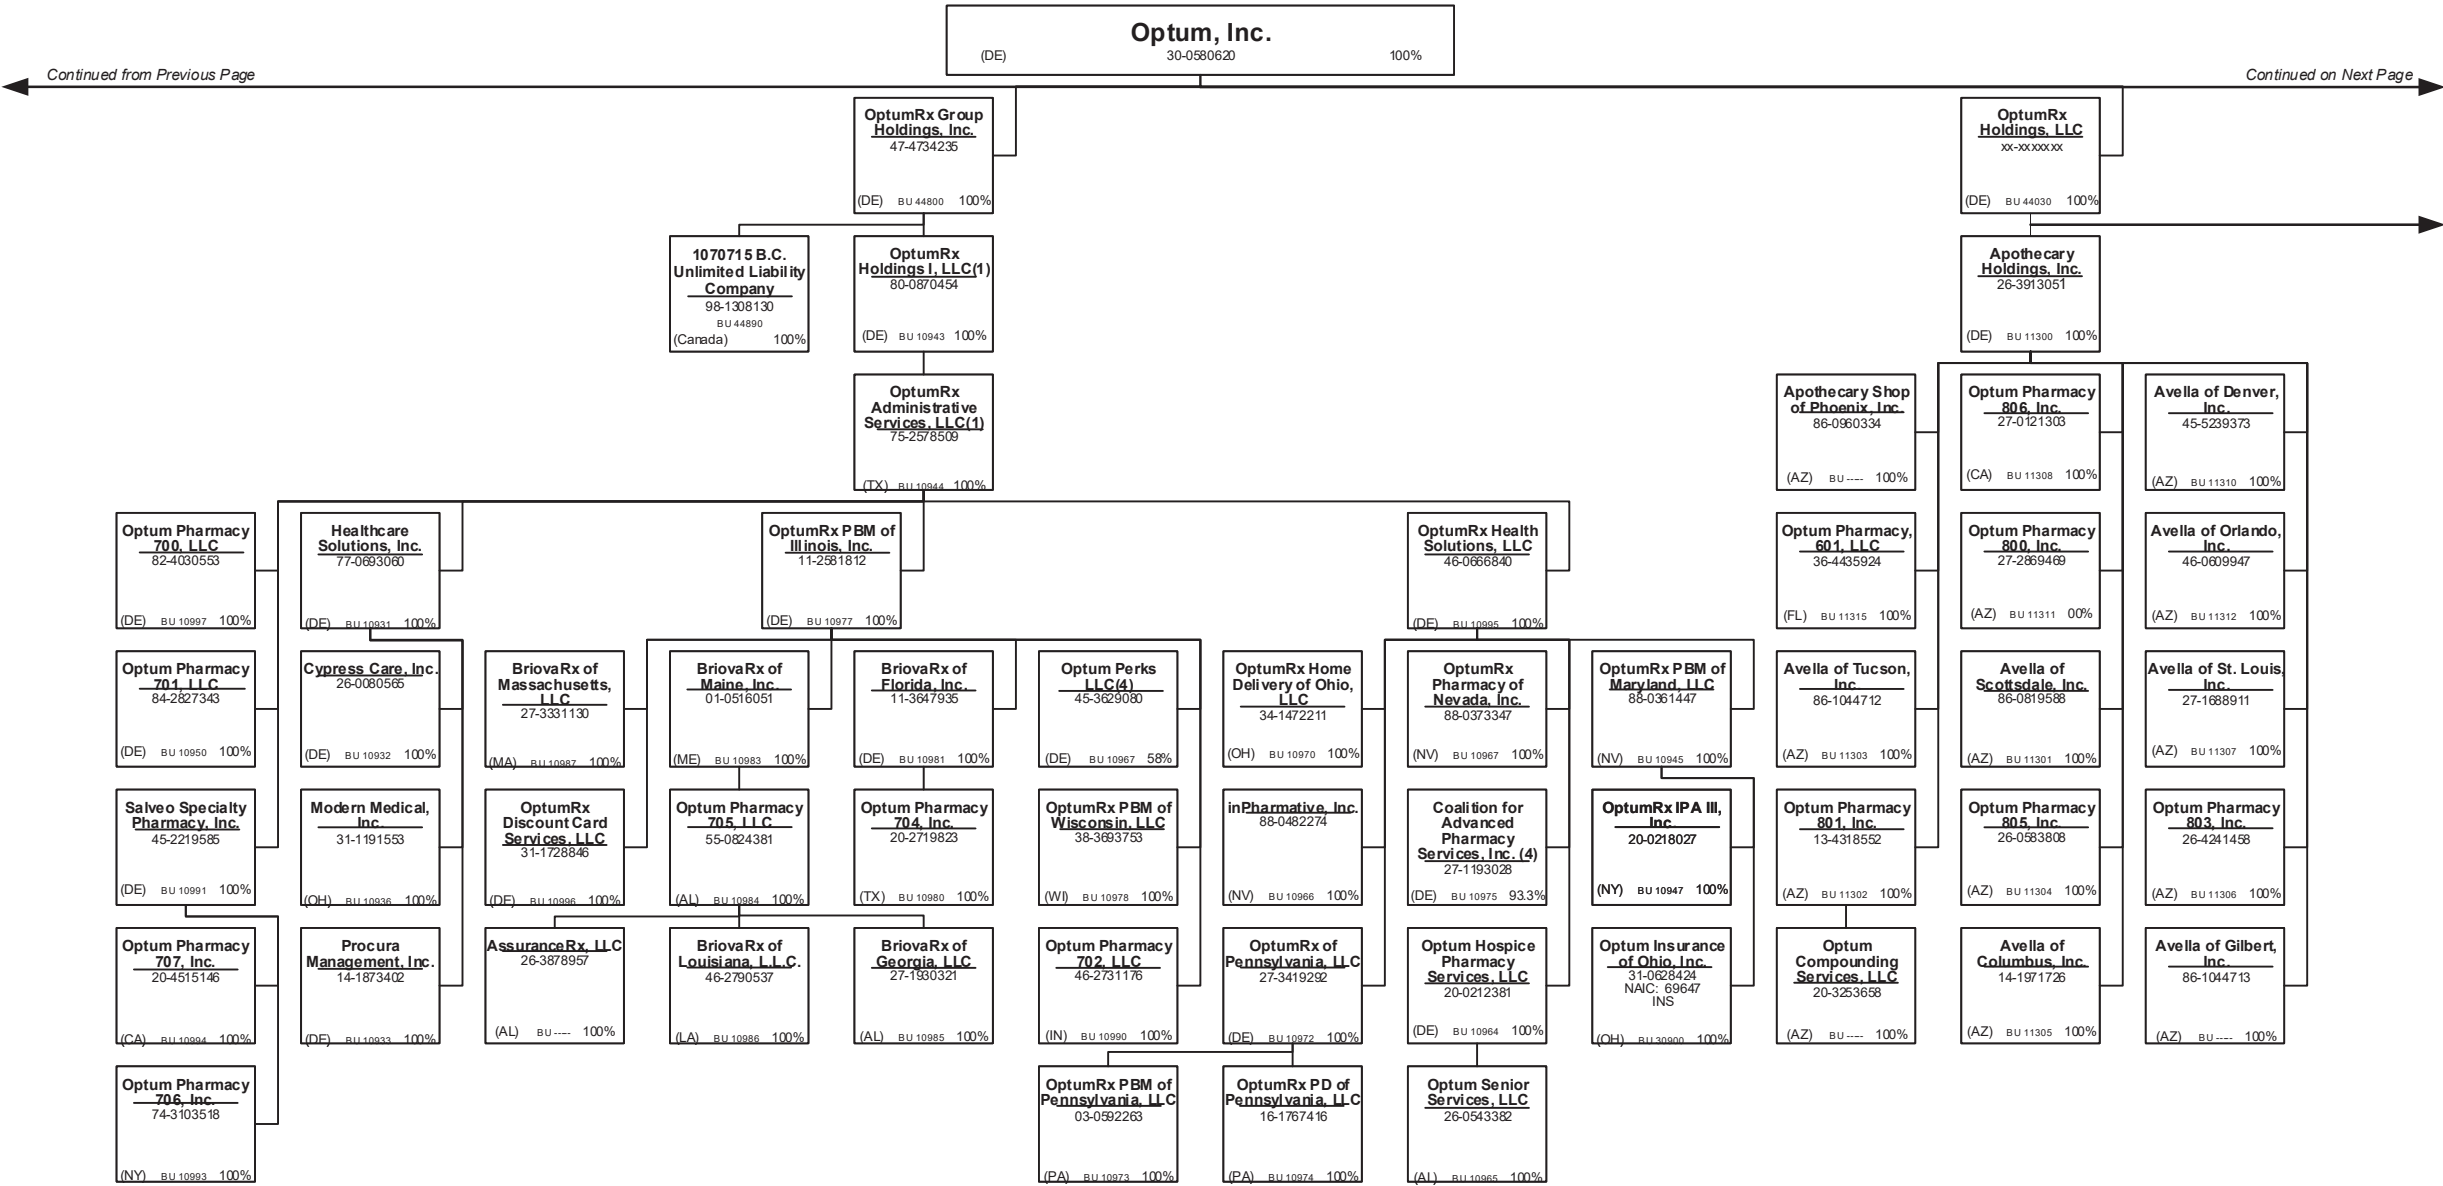 Optum, Inc.
(DE) 30-0580620 100%
Continued from Previous Page
Continued on Next Page
OptumRx Group
Holdings, Inc.
47-4734235
(DE) BU 44800 100%
OptumRx
Holdings, LLC
xx-xxxxxxx
(DE) BU 44030 100%
1070715 B.C.
Unlimited Liability
Company
98-1308130
BU 44890
(Canada) 100%
OptumRx
Holdings I, LLC(1)
80-0870454
(DE) BU 10943 100%
Apothecary
Holdings, Inc.
26-3913051
(DE) BU 11300 100%
OptumRx
Administrative
Services, LLC(1)
75-2578509
(TX) BU 10944 100%
Apothecary Shop
of Phoenix, Inc.
86-0960334
(AZ) BU ---- 100%
Optum Pharmacy
806, Inc.
27-0121303
(CA) BU 11308 100%
Avella of Denver,
Inc.
45-5239373
(AZ) BU 11310 100%
Optum Pharmacy
700, LLC
82-4030553
(DE) BU 10997 100%
Healthcare
Solutions, Inc.
77-0693060
(DE) BU 10931 100%
OptumRx PBM of
Illinois, Inc.
11-2581812
(DE) BU 10977 100%
OptumRx Health
Solutions, LLC
46-0666840
(DE) BU 10995 100%
Optum Pharmacy,
601, LLC
36-4435924
(FL) BU 11315 100%
Optum Pharmacy
800, Inc.
27-2869469
(AZ) BU 11311 00%
Avella of Orlando,
Inc.
46-0609947
(AZ) BU 11312 100%
Optum Pharmacy
701, LLC
84-2827343
(DE) BU 10950 100%
Cypress Care, Inc.
26-0080565
(DE) BU 10932 100%
BriovaRx of
Massachusetts,
LLC
27-3331130
(MA) BU 10987 100%
BriovaRx of
Maine, Inc.
01-0516051
(ME) BU 10983 100%
BriovaRx of
Florida, Inc.
11-3647935
(DE) BU 10981 100%
Optum Perks
LLC(4)
45-3629080
(DE) BU 10967 58%
OptumRx Home
Delivery of Ohio,
LLC
34-1472211
(OH) BU 10970 100%
OptumRx
Pharmacy of
Nevada, Inc.
88-0373347
(NV) BU 10967 100%
OptumRx PBM of
Maryland, LLC
88-0361447
(NV) BU 10945 100%
Avella of Tucson,
Inc.
86-1044712
(AZ) BU 11303 100%
Avella of
Scottsdale, Inc.
86-0819588
(AZ) BU 11301 100%
Avella of St. Louis,
Inc.
27-1688911
(AZ) BU 11307 100%
Salveo Specialty
Pharmacy, Inc.
45-2219585
(DE) BU 10991 100%
Modern Medical,
Inc.
31-1191553
(OH) BU 10936 100%
OptumRx
Discount Card
Services, LLC
31-1728846
(DE) BU 10996 100%
Optum Pharmacy
705, LLC
55-0824381
(AL) BU 10984 100%
Optum Pharmacy
704, Inc.
20-2719823
(TX) BU 10980 100%
OptumRx PBM of
Wisconsin, LLC
38-3693753
(WI) BU 10978 100%
inPharmative, Inc.
88-0482274
(NV) BU 10966 100%
Coalition for
Advanced
Pharmacy
Services, Inc. (4)
27-1193028
(DE) BU 10975 93.3%
OptumRx IPA III,
Inc.
20-0218027
(NY) BU 10947 100%
Optum Pharmacy
801, Inc.
13-4318552
(AZ) BU 11302 100%
Optum Pharmacy
805, Inc.
26-0583808
(AZ) BU 11304 100%
Optum Pharmacy
803, Inc.
26-4241458
(AZ) BU 11306 100%
Optum Pharmacy
707, Inc.
20-4515146
(CA) BU 10994 100%
Procura
Management, Inc.
14-1873402
(DE) BU 10933 100%
AssuranceRx, LLC
26-3878957
(AL) BU ----- 100%
BriovaRx of
Louisiana, L.L.C.
46-2790537
(LA) BU 10986 100%
BriovaRx of
Georgia, LLC
27-1930321
(AL) BU 10985 100%
Optum Pharmacy
702, LLC
46-2731176
(IN) BU 10990 100%
OptumRx of
Pennsylvania, LLC
27-3419292
(DE) BU 10972 100%
Optum Hospice
Pharmacy
Services, LLC
20-0212381
(DE) BU 10964 100%
Optum Insurance
of Ohio, Inc.
31-0628424
NAIC: 69647
INS
(OH) BU 30900 100%
Optum
Compounding
Services, LLC
20-3253658
(AZ) BU ---- 100%
Avella of
Columbus, Inc.
14-1971726
(AZ) BU 11305 100%
Avella of Gilbert,
Inc.
86-1044713
(AZ) BU ---- 100%
Optum Pharmacy
706, Inc.
74-3103518
(NY) BU 10993 100%
OptumRx PBM of
Pennsylvania, LLC
03-0592263
(PA) BU 10973 100%
OptumRx PD of
Pennsylvania, LLC
16-1767416
(PA) BU 10974 100%
Optum Senior
Services, LLC
26-0543382
(AL) BU 10965 100%